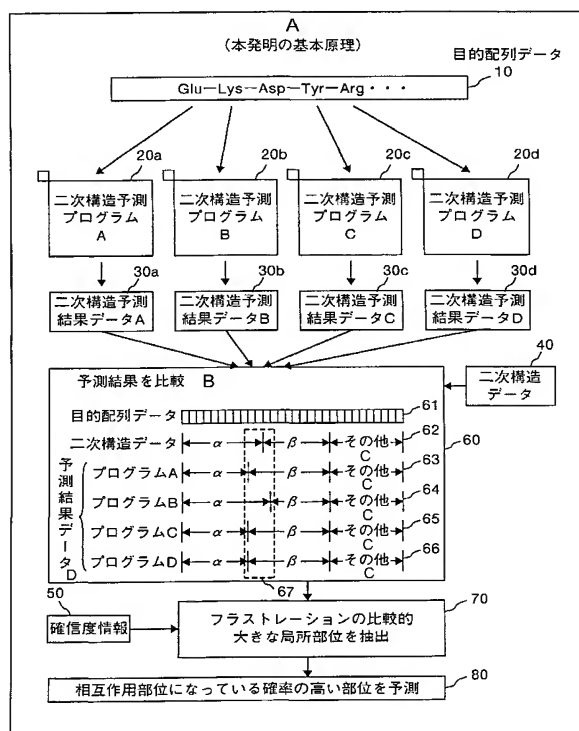 A
(本発明の基本原理)
目的配列データ
10
Glu—Lys—Asp—Tyr—Arg・・・
20a
20b
20c
20d
二次構造予測
プログラム
A
二次構造予測
プログラム
B
二次構造予測
プログラム
C
二次構造予測
プログラム
D
30a
30b
30c
30d
二次構造予測
結果データA
二次構造予測
結果データB
二次構造予測
結果データC
二次構造予測
結果データD
40
二次構造
データ
予測結果を比較 B
60
目的配列データ
61
二次構造データ
α
β
その他
C
62
予測結果データ
D
プログラムA
α
β
その他
C
63
プログラムB
α
β
その他
C
64
プログラムC
α
β
その他
C
65
プログラムD
α
β
その他
C
66
67
50
確信度情報
70
フラストレーションの比較的
大きな局所部位を抽出
80
相互作用部位になっている確率の高い部位を予測